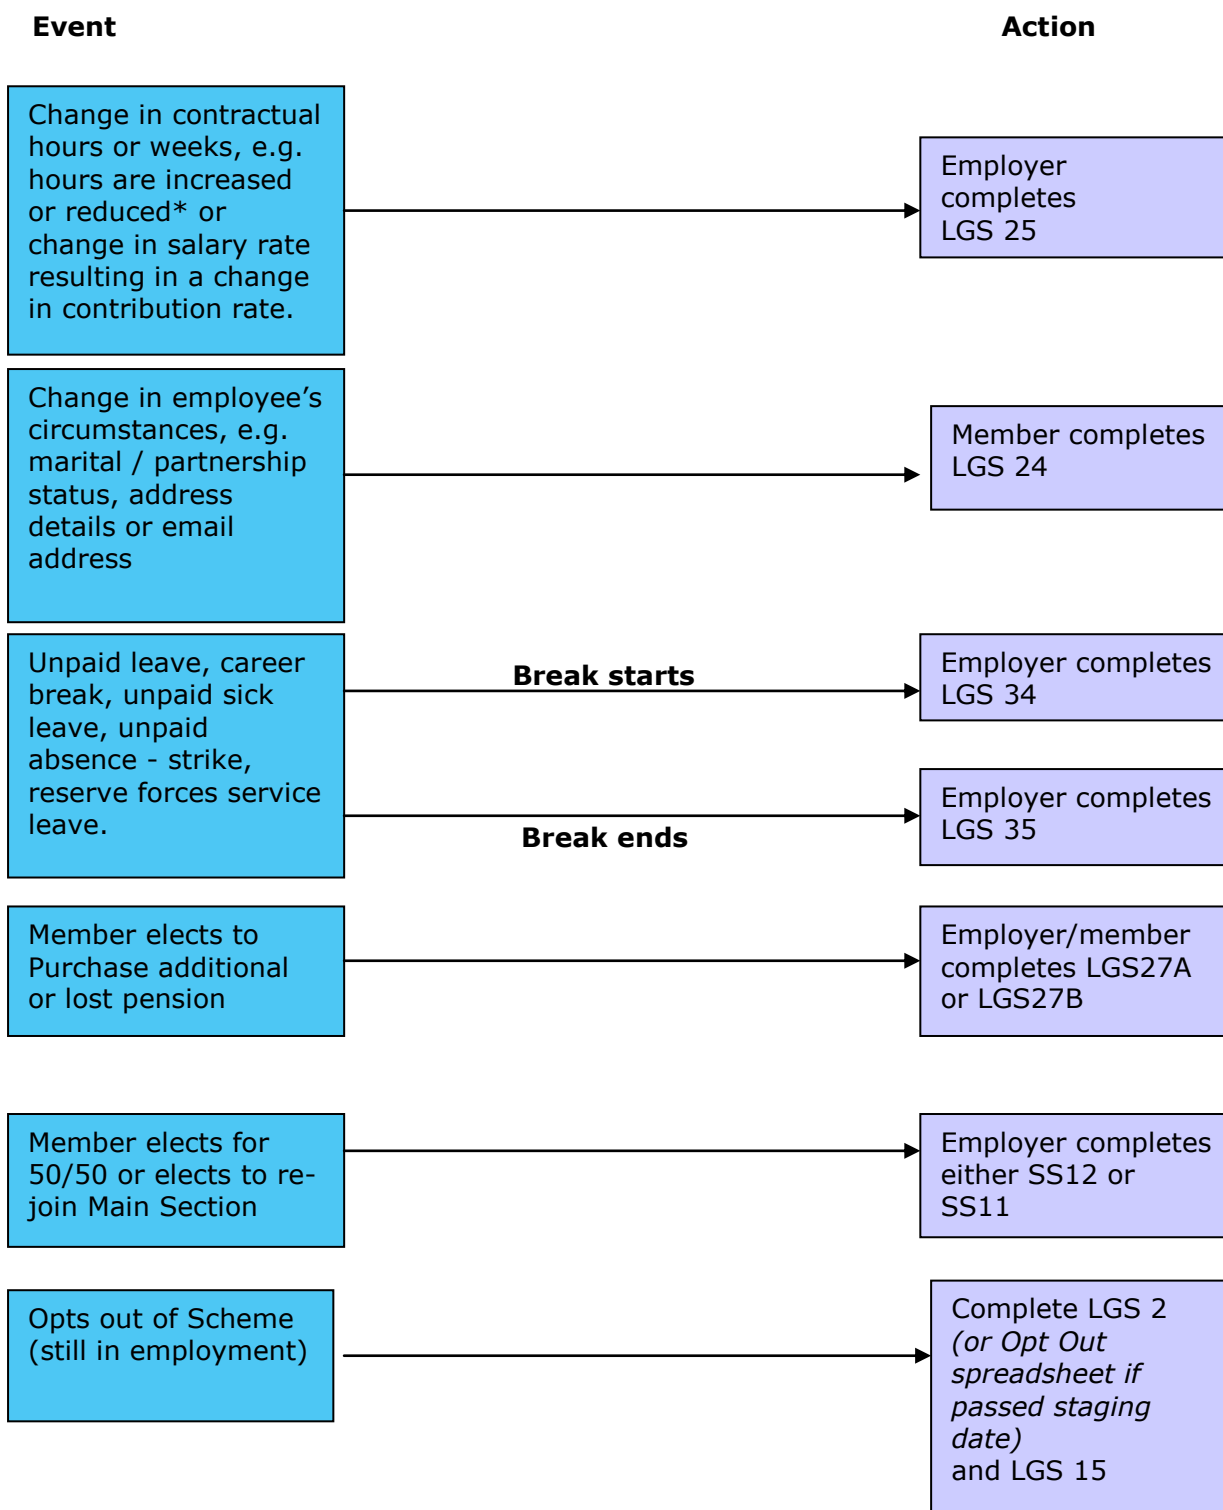 Event
Action
Change in contractual
hours or weeks, e.g.
hours are increased
or reduced* or
change in salary rate
resulting in a change
in contribution rate.
Employer
completes
LGS 25
Change in employee’s
circumstances, e.g.
marital / partnership
status, address
details or email
address
Member completes
LGS 24
Unpaid leave, career
break, unpaid sick
leave, unpaid
absence - strike,
reserve forces service
leave.
Break starts
Employer completes
LGS 34
Break ends
Employer completes
LGS 35
Member elects to
Purchase additional
or lost pension
Employer/member
completes LGS27A
or LGS27B
Member elects for
50/50 or elects to re-
join Main Section
Employer completes
either SS12 or
SS11
Opts out of Scheme
(still in employment)
Complete LGS 2
(or Opt Out
spreadsheet if
passed staging
date)
and LGS 15